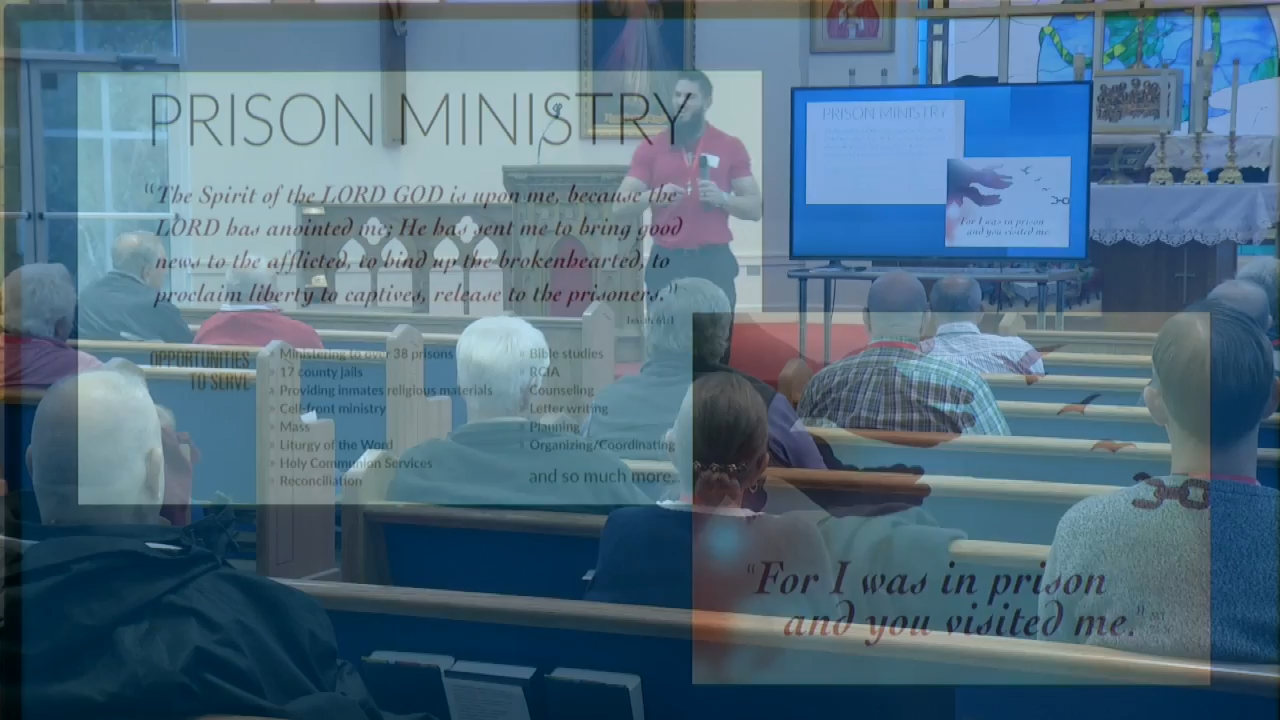 PRISON MINISTRY
"The Spirit of the LORD GOD is upon me, because the
LORD has anointed me; He has sent me to bring good
news to the afflicted, to bind up the brokenhearted, to
proclaim liberty to captives, release to the prisoners."
Isaiah 61:1
OPPORTUNITIES
TO SERVE
» Ministering to over 38 prisons
» 17 county jails
» Providing inmates religious materials
» Cell-front ministry
» Mass
» Liturgy of the Word
» Holy Communion Services
» Reconciliation
» Bible studies
» RCIA
» Counseling
» Letter writing
» Planning
» Organizing/Coordinating
and so much more.
PRISON MINISTRY
For I was in prison
and you visited me.
"For I was in prison
and you visited me."